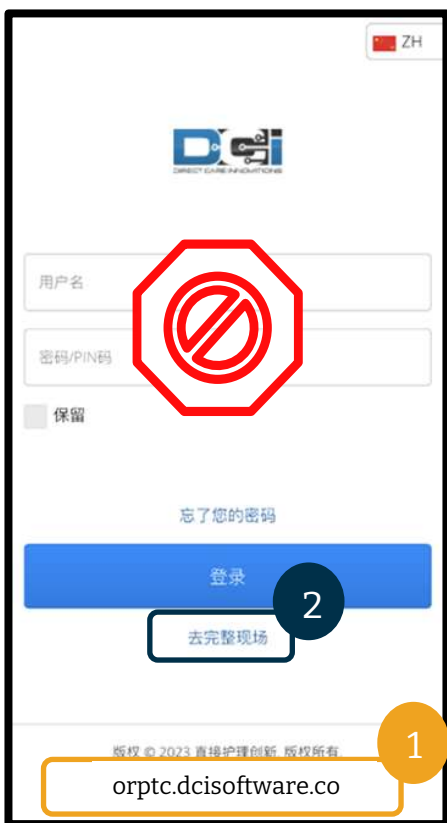 ZH
DCi
DIRECT CARE INNOVATIONS
用户名
密码/PIN码
保留
忘了您的密码
登录
2
去完整现场
1
版权 © 2023 直接护理创新 版权所有.
orptc.dcisoftware.co